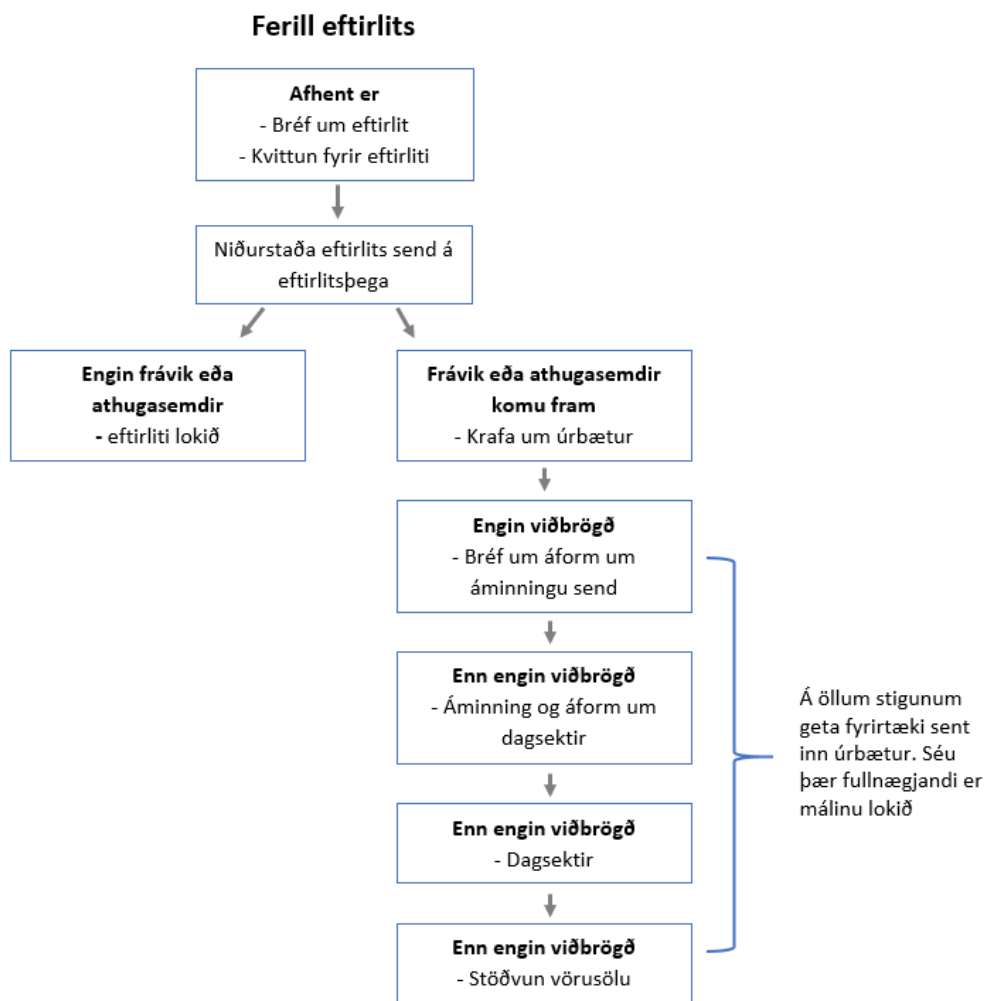 Ferill eftirlits
Afhent er
- Bréf um eftirlit
- Kvittun fyrir eftirliti
Niðurstaða eftirlits send á
eftirlitsþega
Engin frávik eða
athugasemdir
- eftirliti lokið
Frávik eða athugasemdir
komu fram
- Krafa um úrbætur
Engin viðbrögð
- Bréf um áform um
áminningu send
Enn engin viðbrögð
- Áminning og áform um
dagsektir
Enn engin viðbrögð
- Dagsektir
Enn engin viðbrögð
- Stöðvun vörusölu
Á öllum stigunum
geta fyrirtæki sent
inn úrbætur. Séu
þær fullnægjandi er
málinu lokið